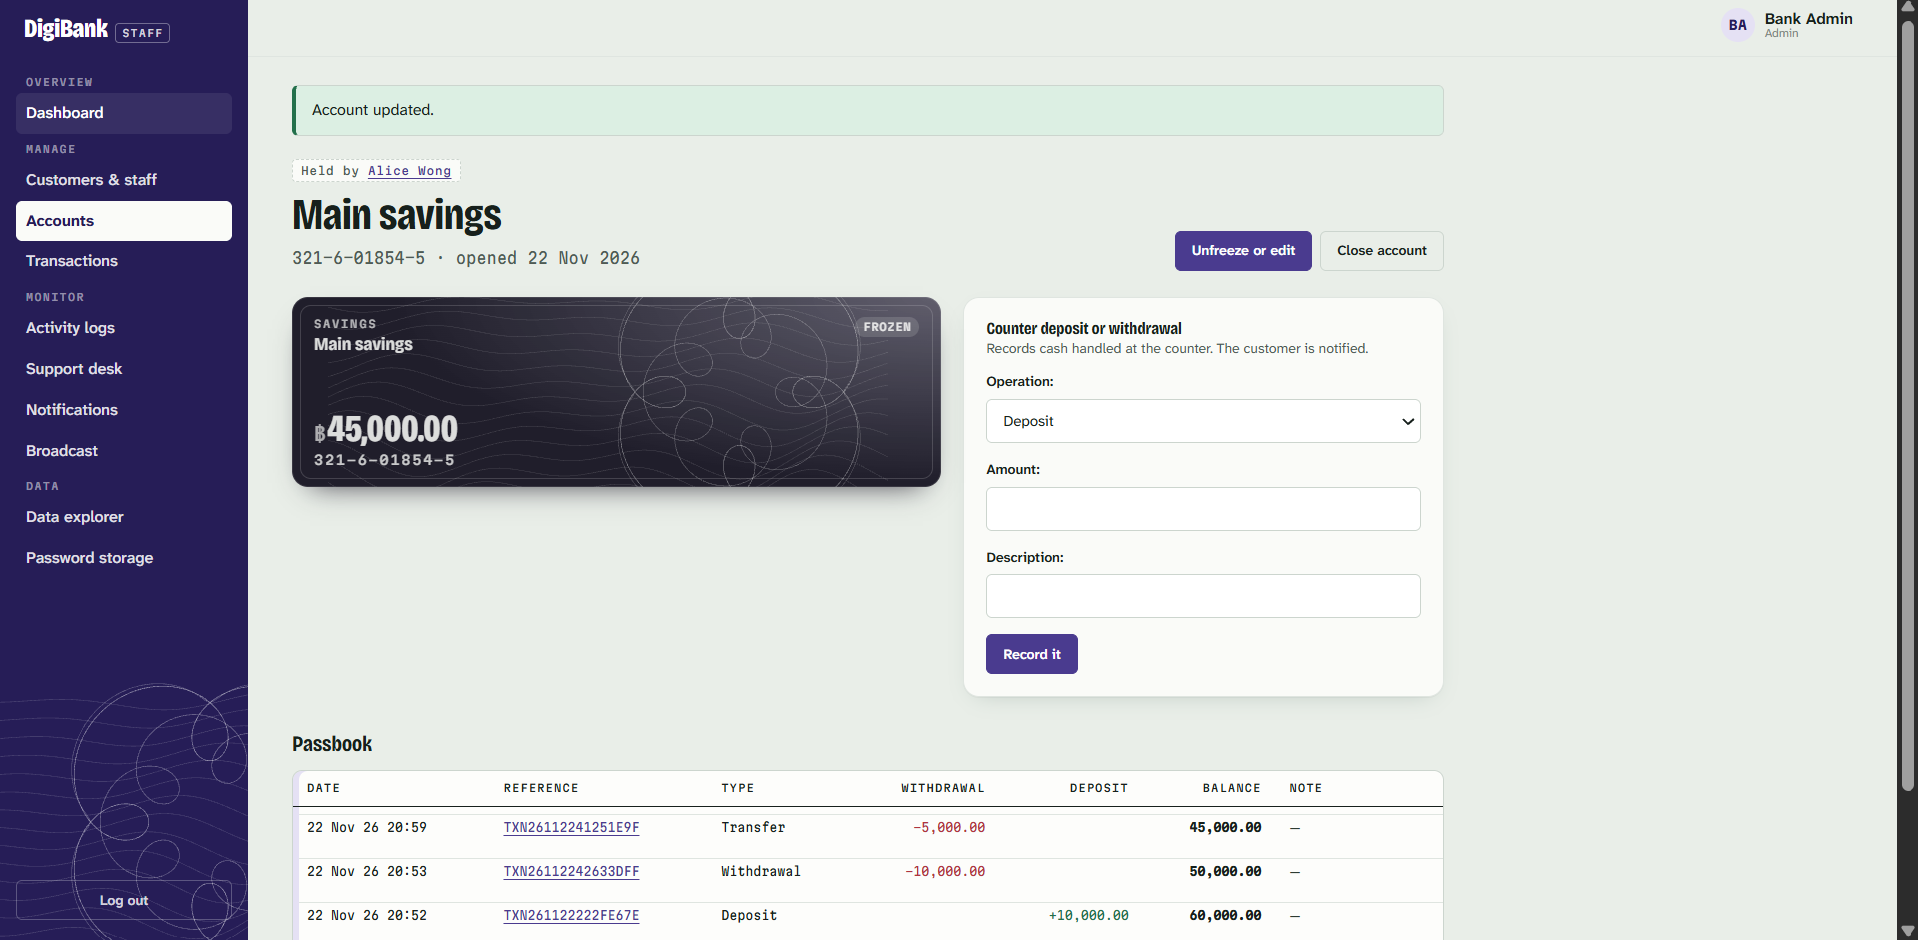 DigiBank STAFF
OVERVIEW
Dashboard
MANAGE
Customers & staff
Accounts
Transactions
MONITOR
Activity logs
Support desk
Notifications
Broadcast
DATA
Data explorer
Password storage
Log out
BA Bank Admin
Admin
Account updated.
Held by Alice Wong
Main savings
321-6-01854-5 · opened 22 Nov 2026
Unfreeze or edit
Close account
SAVINGS
Main savings
FROZEN
฿45,000.00
321-6-01854-5
Counter deposit or withdrawal
Records cash handled at the counter. The customer is notified.
Operation:
Deposit
Amount:
Description:
Record it
Passbook
DATE REFERENCE TYPE WITHDRAWAL DEPOSIT BALANCE NOTE
22 Nov 26 20:59 TXN26112241251E9F Transfer -5,000.00 45,000.00 —
22 Nov 26 20:53 TXN26112242633DFF Withdrawal -10,000.00 50,000.00 —
22 Nov 26 20:52 TXN261122222FE67E Deposit +10,000.00 60,000.00 —